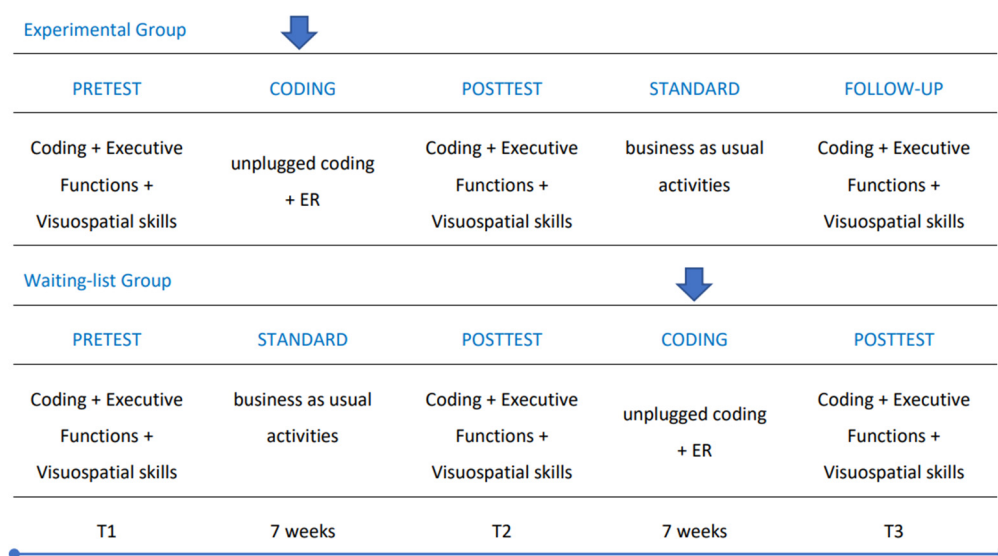 Experimental Group
PRETEST CODING POSTTEST STANDARD FOLLOW-UP
Coding + Executive unplugged coding Coding + Executive business as usual Coding + Executive
Functions + + ER Functions + activities Functions +
Visuospatial skills Visuospatial skills Visuospatial skills
Waiting-list Group
PRETEST STANDARD POSTTEST CODING POSTTEST
Coding + Executive business as usual Coding + Executive unplugged coding Coding + Executive
Functions + activities Functions + + ER Functions +
Visuospatial skills Visuospatial skills Visuospatial skills
T1 7 weeks T2 7 weeks T3